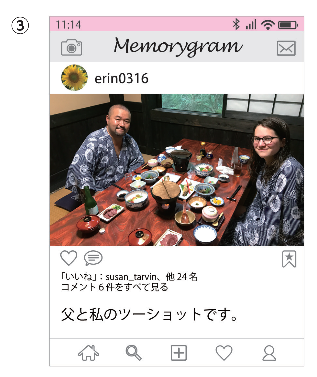 ③
11:14
Memorygram
erin0316
「いいね」：susan_tarvin、他 24 名
コメント 6 件をすべて見る
父と私のツーショットです。